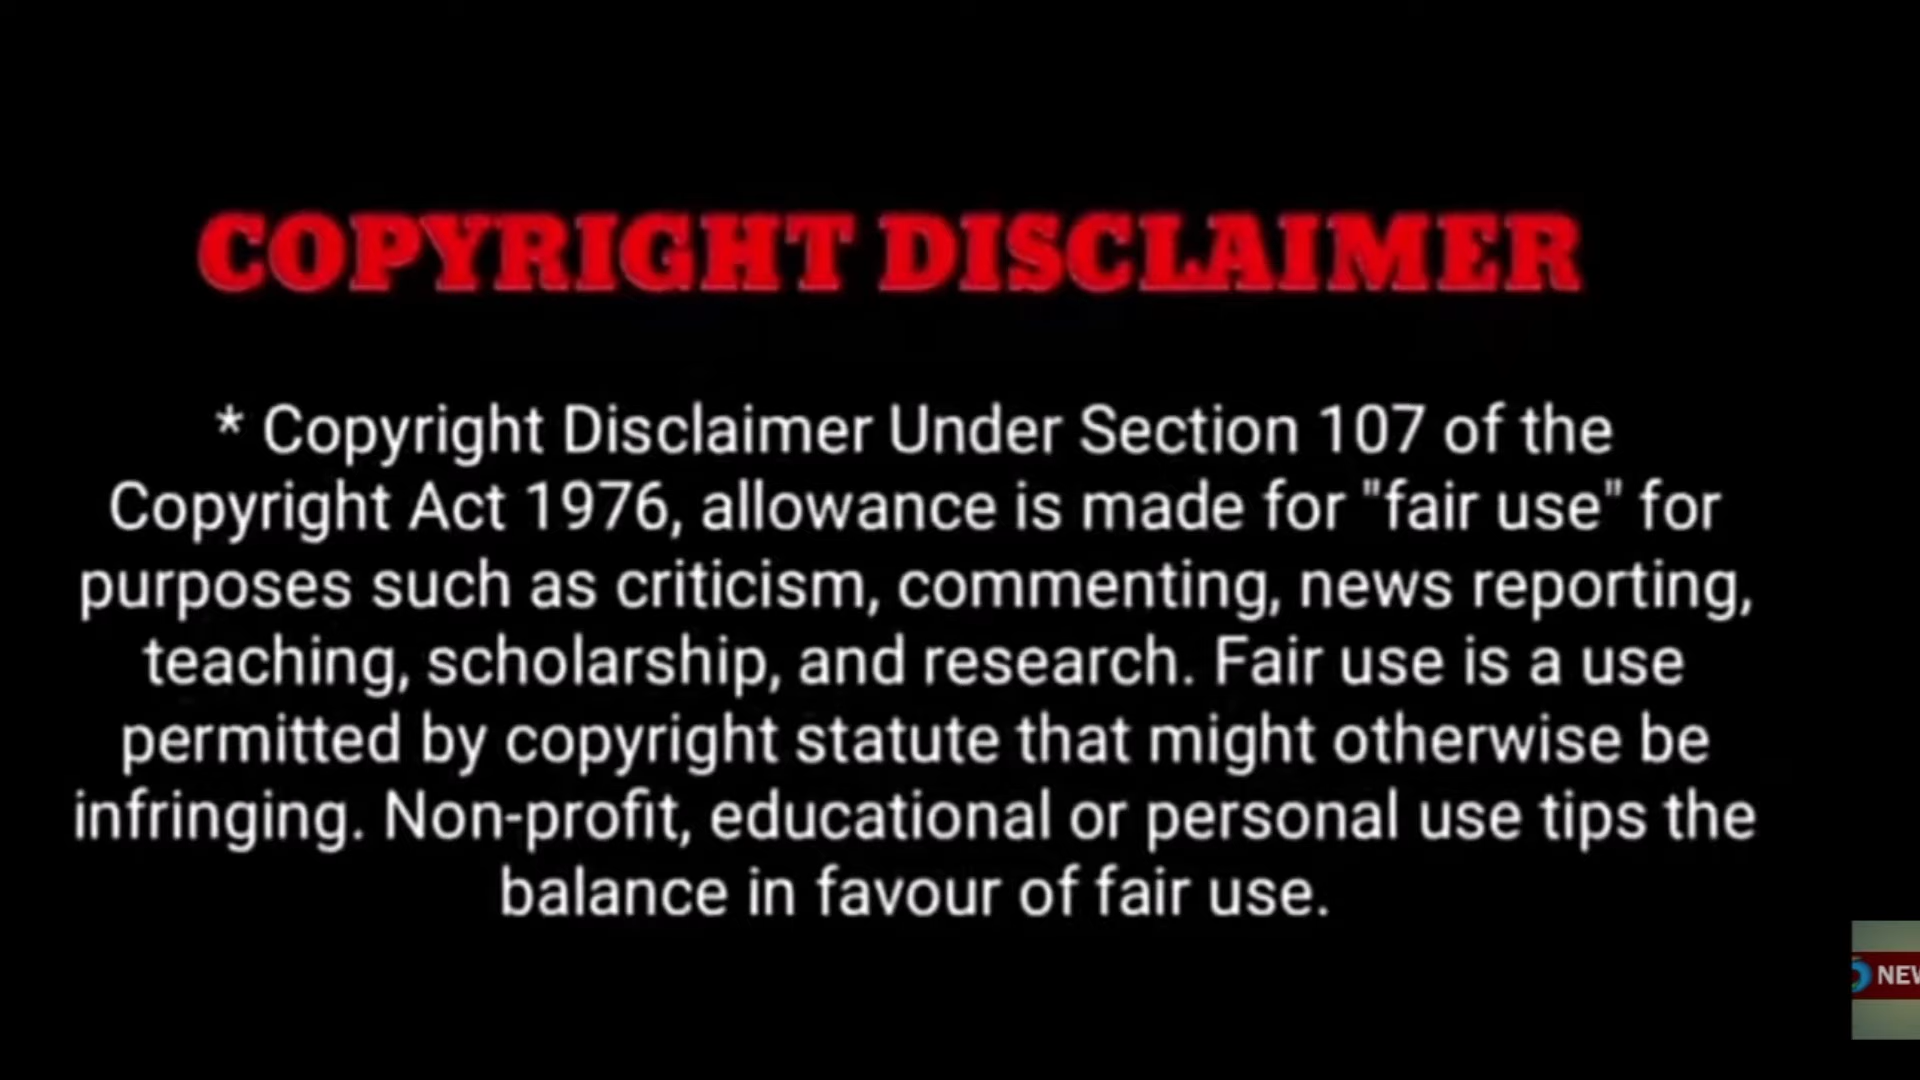 COPYRIGHT DISCLAIMER
* Copyright Disclaimer Under Section 107 of the
Copyright Act 1976, allowance is made for "fair use" for
purposes such as criticism, commenting, news reporting,
teaching, scholarship, and research. Fair use is a use
permitted by copyright statute that might otherwise be
infringing. Non-profit, educational or personal use tips the
balance in favour of fair use.